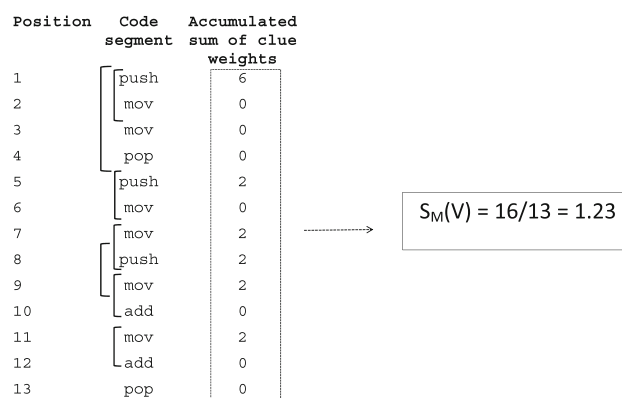 Position Code Accumulated
segment sum of clue
weights
1 push 6
2 mov 0
3 mov 0
4 pop 0
5 push 2
6 mov 0
7 mov 2
8 push 2
9 mov 2
10 add 0
11 mov 2
12 add 0
13 pop 0
SM(V) = 16/13 = 1.23